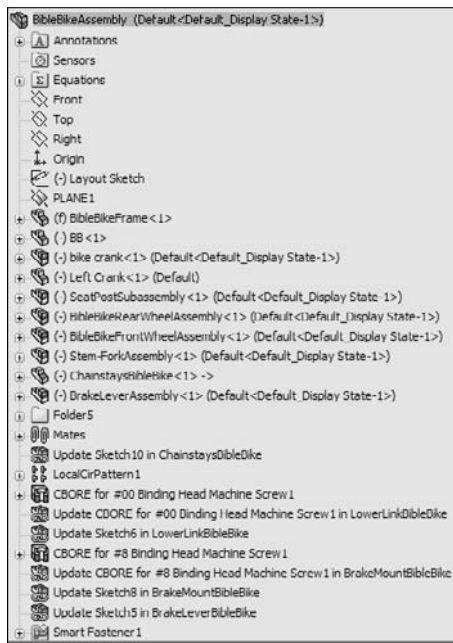 BibleBikeAssembly (Default<Default_Display State-1>)
Annotations
Sensors
Equations
Front
Top
Right
Origin
(-) Layout Sketch
PLANE1
(f) BibleBikeFrame<1>
(-) BB<1>
(-) bike crank<1> (Default<Default_Display State-1>)
(-) Left Crank<1> (Default)
(-) SeatPostSubassembly<1> (Default<Default_Display State-1>)
(-) BibleBikeRearWheelAssembly<1> (Default<Default_Display State-1>)
(-) BibleBikeFrontWheelAssembly<1> (Default<Default_Display State-1>)
(-) Stem-ForkAssembly<1> (Default<Default_Display State-1>)
(-) ChainstaysBibleBike<1> ->
(-) BrakeLeverAssembly<1> (Default<Default_Display State-1>)
Folder5
Mates
Update Sketch10 in ChainstaysBibleBike
LocalCirPattern1
CBORE for #00 Binding Head Machine Screw1
Update CBORE for #00 Binding Head Machine Screw1 in LowerLinkBibleBike
Update Sketch6 in LowerLinkBibleBike
CBORE for #8 Binding Head Machine Screw1
Update CBORE for #8 Binding Head Machine Screw1 in BrakeMountBibleBike
Update Sketch8 in BrakeMountBibleBike
Update Sketch5 in BrakeLeverBibleBike
Smart Fastener1